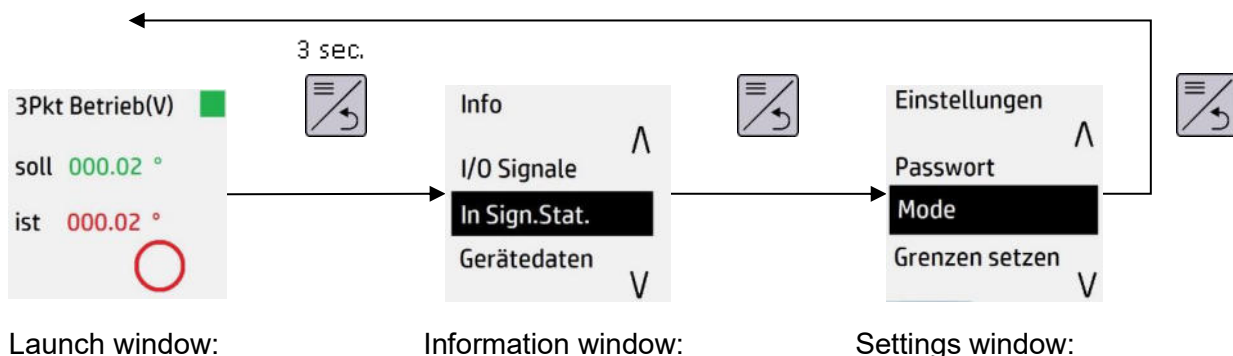 3 sec.
3Pkt Betrieb(V)
soll 000.02 °
ist 000.02 °
Info
I/O Signale
In Sign.Stat.
Gerätedaten
Einstellungen
Passwort
Mode
Grenzen setzen
Launch window:
Information window:
Settings window: